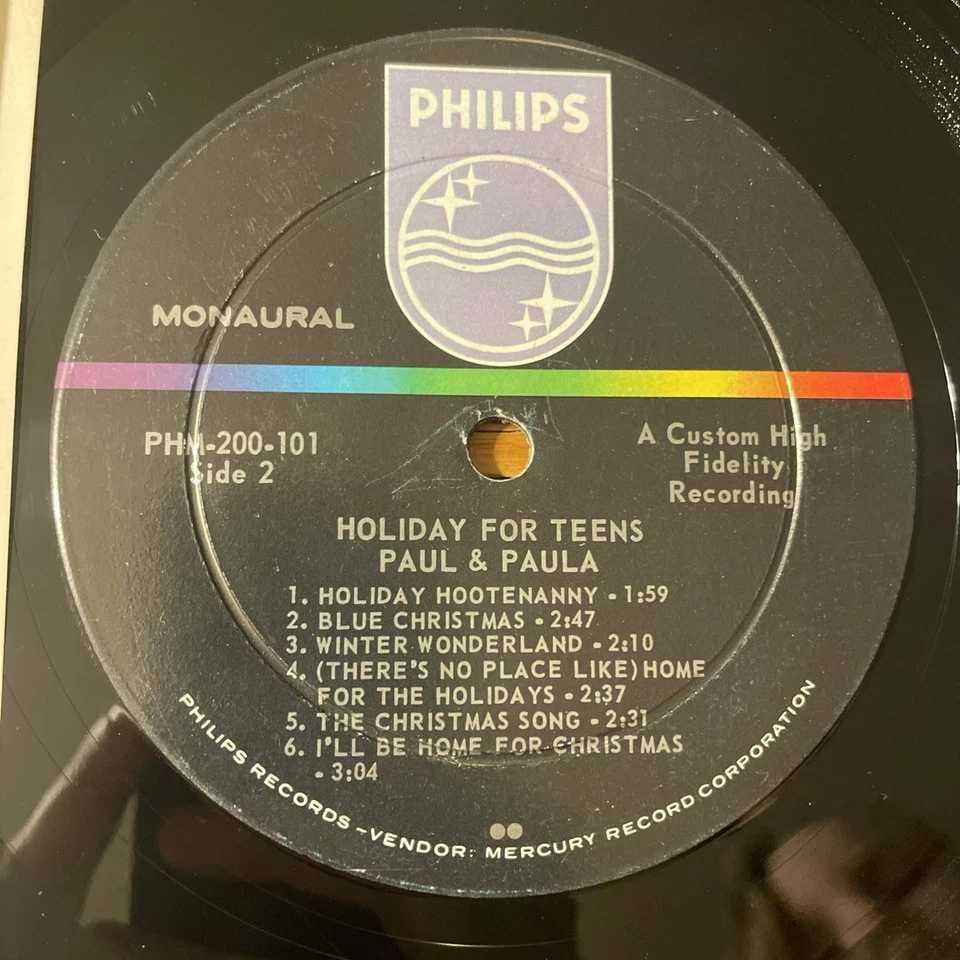 PHILIPS
MONAURAL
PHM-200-101
Side 2
A Custom High
Fidelity
Recording
HOLIDAY FOR TEENS
PAUL & PAULA
1. HOLIDAY HOOTENANNY • 1:59
2. BLUE CHRISTMAS • 2:47
3. WINTER WONDERLAND • 2:10
4. (THERE'S NO PLACE LIKE) HOME
FOR THE HOLIDAYS • 2:37
5. THE CHRISTMAS SONG • 2:31
6. I'LL BE HOME FOR CHRISTMAS
• 3:04
PHILIPS RECORDS – VENDOR: MERCURY RECORD CORPORATION